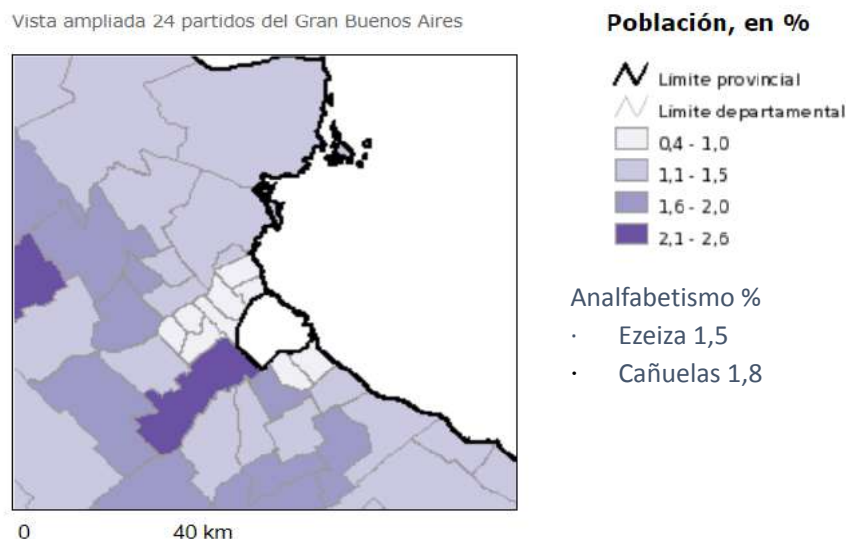 Vista ampliada 24 partidos del Gran Buenos Aires
Población, en %
Límite provincial
Límite departamental
0,4 - 1,0
1,1 - 1,5
1,6 - 2,0
2,1 - 2,6
Analfabetismo %
· Ezeiza 1,5
· Cañuelas 1,8
0 40 km